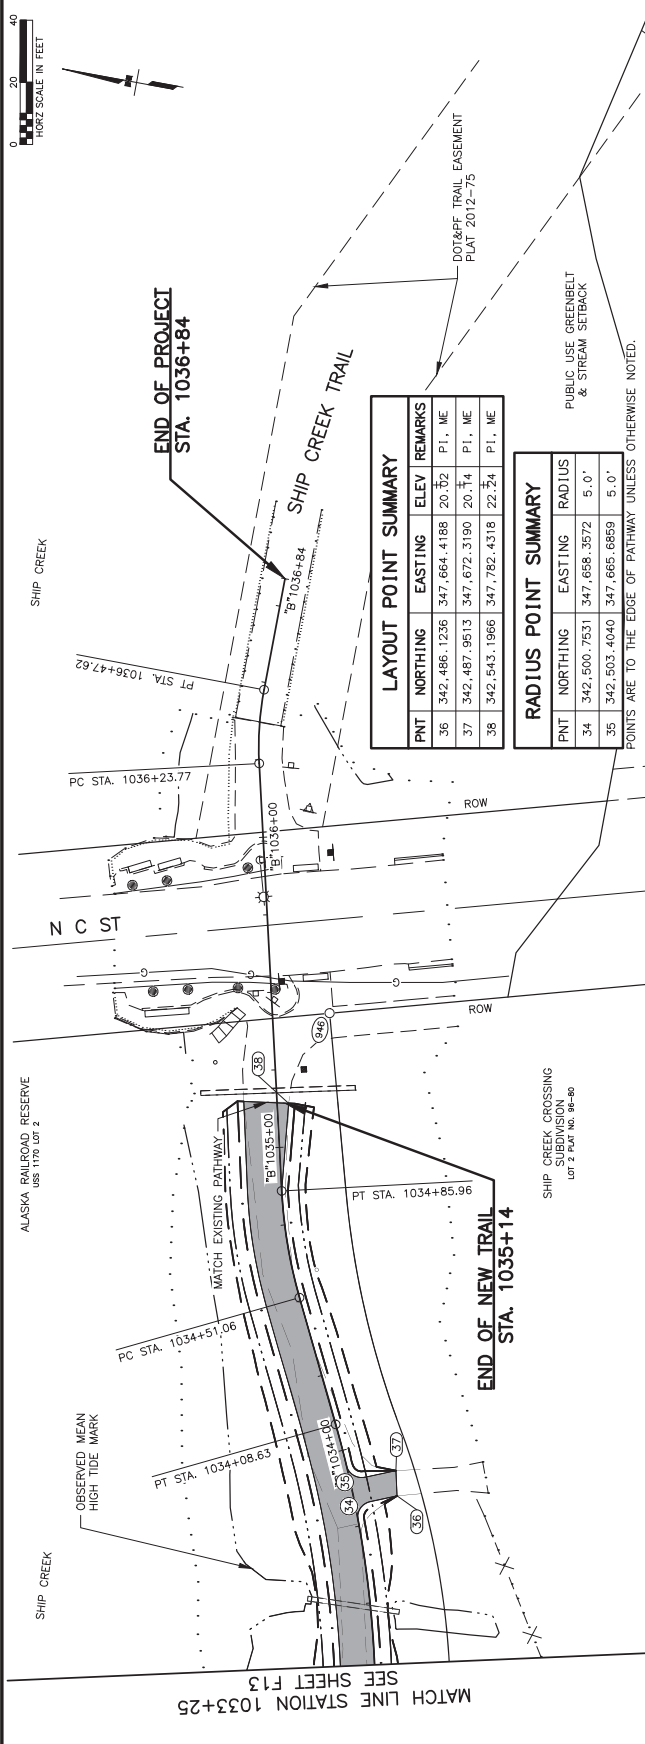 0 20 40
HORZ SCALE IN FEET
N
SHIP CREEK
OBSERVED MEAN
HIGH TIDE MARK
ALASKA RAILROAD RESERVE
USS 1170 LOT 2
SHIP CREEK
N C ST
END OF PROJECT
STA. 1036+84
SHIP CREEK TRAIL
DOT&PF TRAIL EASEMENT
PLAT 2012-75
PUBLIC USE GREENBELT
& STREAM SETBACK
PT STA. 1034+08.63
PC STA. 1034+51.06
MATCH EXISTING PATHWAY
PT STA. 1034+85.96
PC STA. 1036+23.77
PT STA. 1036+47.62
"B"1034+00
"B"1035+00
"B"1036+00
"B"1036+84
34
35
36
37
38
946
G
G
G
ROW
ROW
END OF NEW TRAIL
STA. 1035+14
SHIP CREEK CROSSING
SUBDIVISION
LOT 2 PLAT NO. 96-80
MATCH LINE STATION 1033+25
SEE SHEET F13
LAYOUT POINT SUMMARY
PNT NORTHING EASTING ELEV REMARKS
36 342,486.1236 347,664.4188 20.02± PI, ME
37 342,487.9513 347,672.3190 20.14± PI, ME
38 342,543.1966 347,782.4318 22.24± PI, ME
RADIUS POINT SUMMARY
PNT NORTHING EASTING RADIUS
34 342,500.7531 347,658.3572 5.0'
35 342,503.4040 347,665.6859 5.0'
POINTS ARE TO THE EDGE OF PATHWAY UNLESS OTHERWISE NOTED.